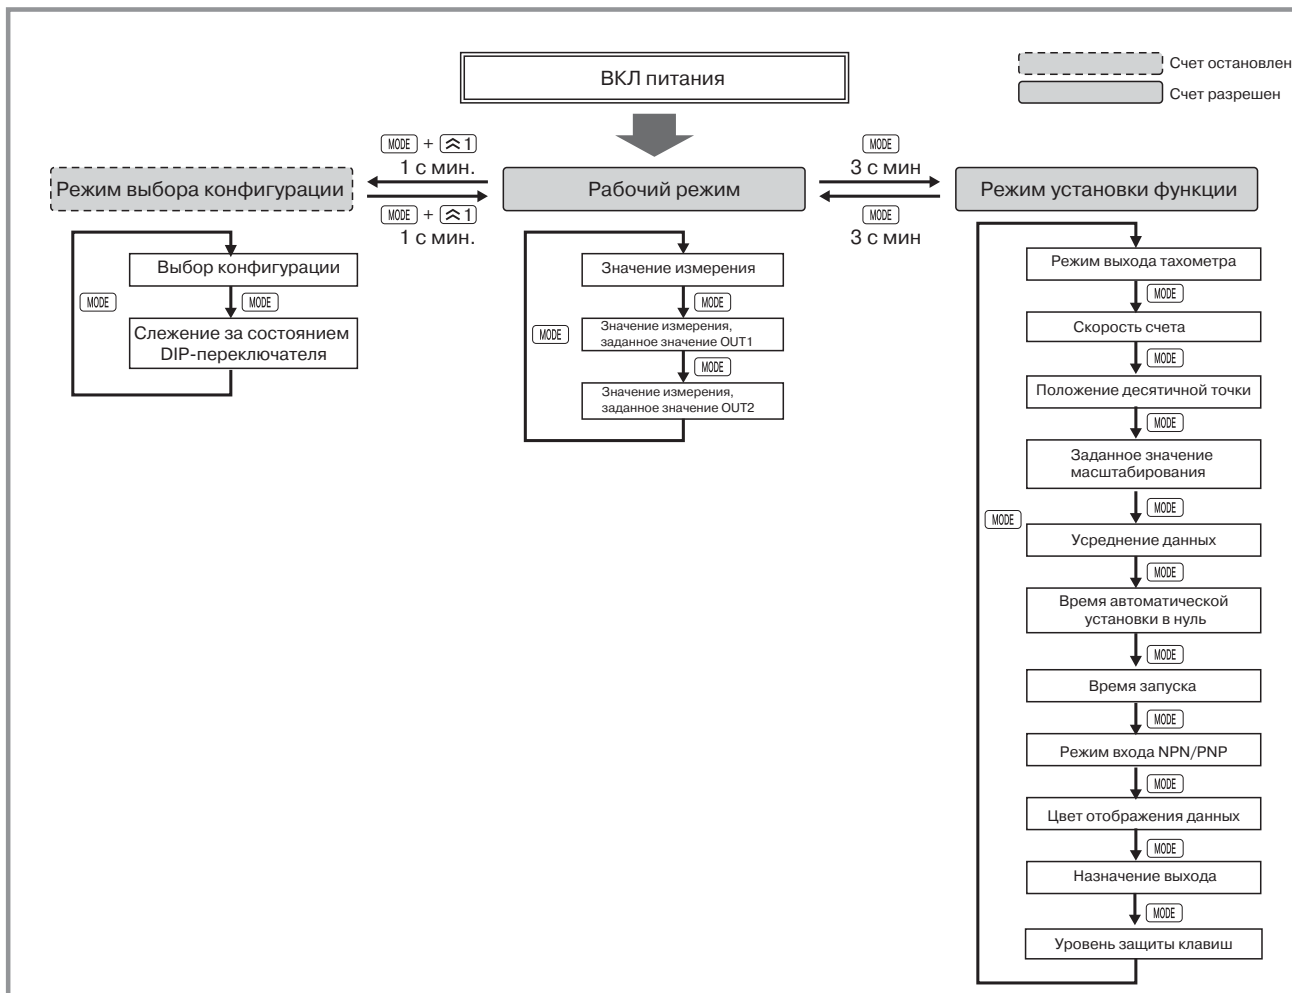 ВКЛ питания
Счет остановлен
Счет разрешен
MODE + 1
1 с мин.
MODE
3 с мин
Режим выбора конфигурации
Рабочий режим
Режим установки функции
MODE + 1
1 с мин.
MODE
3 с мин
Выбор конфигурации
MODE
MODE
Слежение за состоянием
DIP-переключателя
Значение измерения
MODE
MODE
Значение измерения,
заданное значение OUT1
MODE
Значение измерения,
заданное значение OUT2
Режим выхода тахометра
MODE
Скорость счета
MODE
Положение десятичной точки
MODE
Заданное значение
масштабирования
MODE
MODE
Усреднение данных
MODE
Время автоматической
установки в нуль
MODE
Время запуска
MODE
Режим входа NPN/PNP
MODE
Цвет отображения данных
MODE
Назначение выхода
MODE
Уровень защиты клавиш